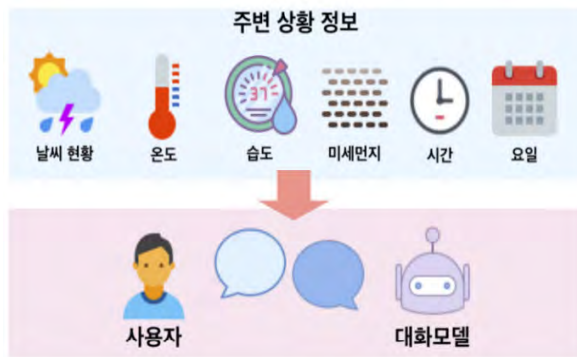 주변 상황 정보
37
날씨 현황 온도 습도 미세먼지 시간 요일
사용자 대화모델